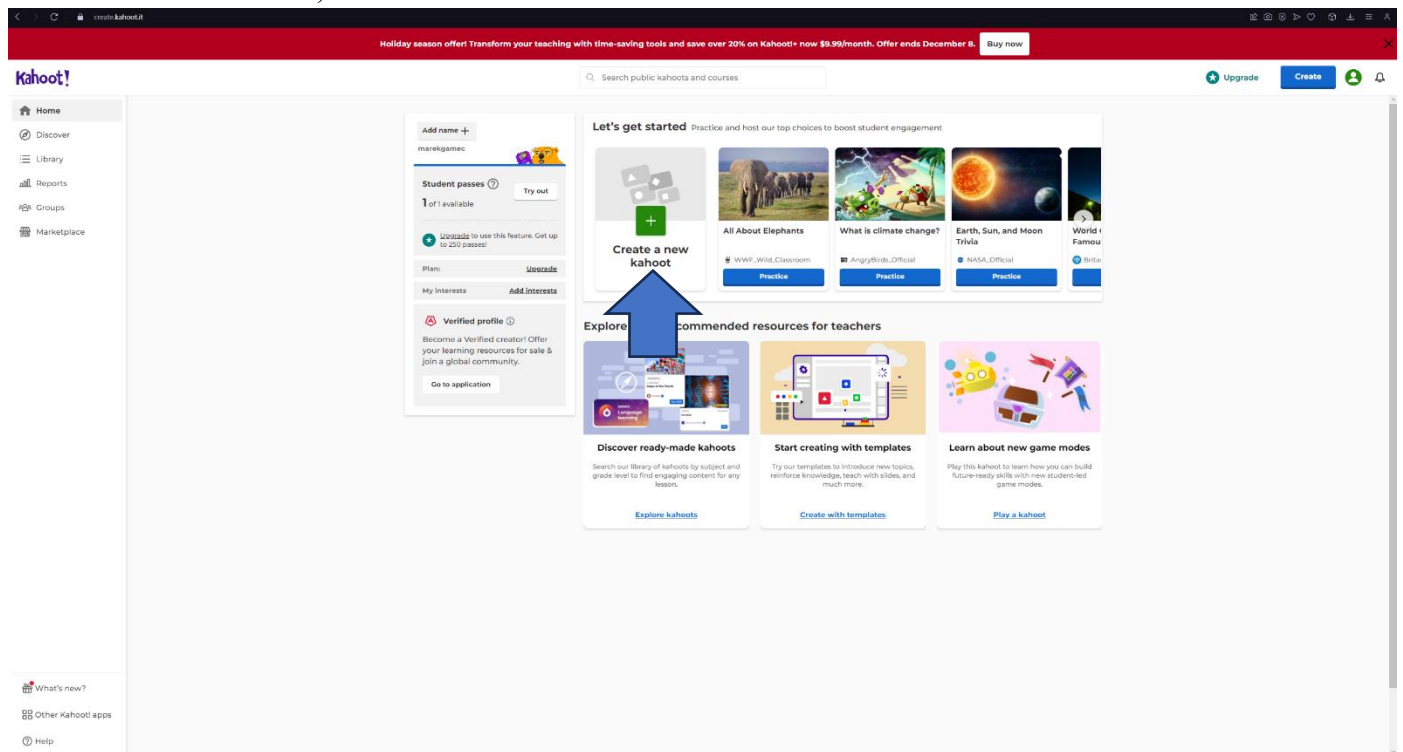 create.kahoot.it
Holiday season offer! Transform your teaching with time-saving tools and save over 20% on Kahoot!+ now $9.99/month. Offer ends December 8.
Buy now
Kahoot!
Search public kahoots and courses
Upgrade
Create
Home
Discover
Library
Reports
Groups
Marketplace
Add name +
marekgamec
Student passes
Try out
1 of 1 available
Upgrade to use this feature. Get up
to 250 passes!
Plan:
Upgrade
My interests
Add interests
Verified profile
Become a Verified creator! Offer
your learning resources for sale &
join a global community.
Go to application
Let's get started Practice and host our top choices to boost student engagement
Create a new
kahoot
All About Elephants
WWF_Wild_Classroom
Practice
What is climate change?
AngryBirds_Official
Practice
Earth, Sun, and Moon
Trivia
NASA_Official
Practice
World
Famou
Brita
Explore
commended resources for teachers
Discover ready-made kahoots
Search our library of kahoots by subject and
grade level to find engaging content for any
lesson.
Explore kahoots
Start creating with templates
Try our templates to introduce new topics,
reinforce knowledge, teach with slides, and
much more.
Create with templates
Learn about new game modes
Play this kahoot to learn how you can build
future-ready skills with new student-led
game modes.
Play a kahoot
What's new?
Other Kahoot! apps
Help